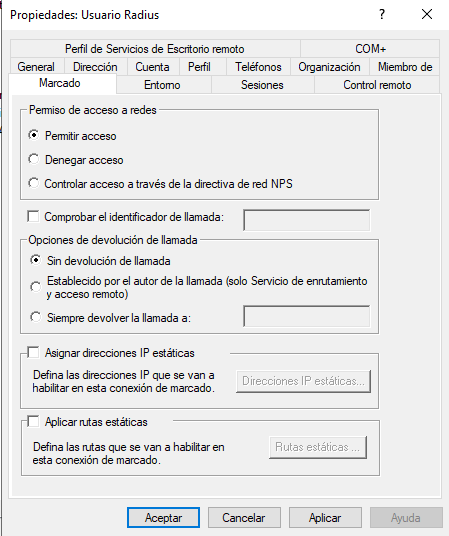 Propiedades: Usuario Radius
Perfil de Servicios de Escritorio remoto COM+
General Dirección Cuenta Perfil Teléfonos Organización Miembro de
Marcado Entorno Sesiones Control remoto
Permiso de acceso a redes
Permitir acceso
Denegar acceso
Controlar acceso a través de la directiva de red NPS
Comprobar el identificador de llamada:
Opciones de devolución de llamada
Sin devolución de llamada
Establecido por el autor de la llamada (solo Servicio de enrutamiento
y acceso remoto)
Siempre devolver la llamada a:
Asignar direcciones IP estáticas
Defina las direcciones IP que se van a
habilitar en esta conexión de marcado.
Direcciones IP estáticas...
Aplicar rutas estáticas
Defina las rutas que se van a habilitar en
esta conexión de marcado.
Rutas estáticas ...
Aceptar Cancelar Aplicar Ayuda